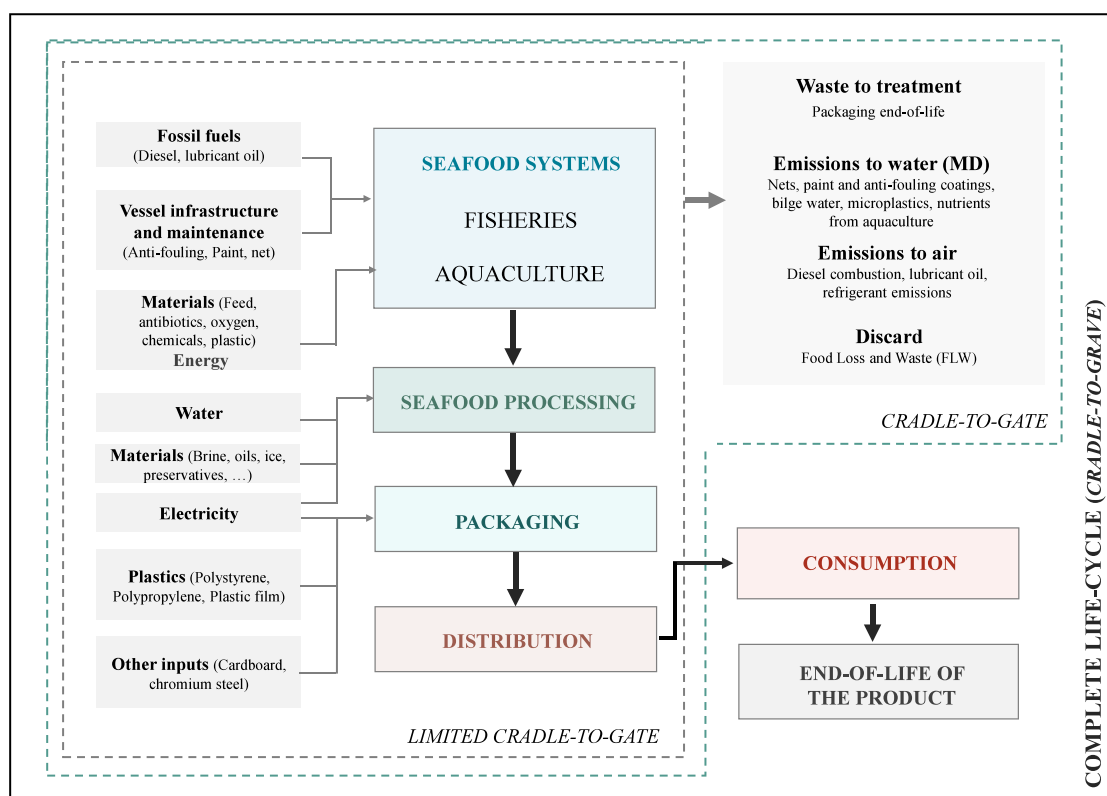 Fossil fuels
(Diesel, lubricant oil)
Vessel infrastructure
and maintenance
(Anti-fouling, Paint, net)
Materials (Feed,
antibiotics, oxygen,
chemicals, plastic)
Energy
Water
Materials (Brine, oils, ice,
preservatives, ...)
Electricity
Plastics (Polystyrene,
Polypropylene, Plastic film)
Other inputs (Cardboard,
chromium steel)
SEAFOOD SYSTEMS
FISHERIES
AQUACULTURE
SEAFOOD PROCESSING
PACKAGING
DISTRIBUTION
LIMITED CRADLE-TO-GATE
Waste to treatment
Packaging end-of-life
Emissions to water (MD)
Nets, paint and anti-fouling coatings,
bilge water, microplastics, nutrients
from aquaculture
Emissions to air
Diesel combustion, lubricant oil,
refrigerant emissions
Discard
Food Loss and Waste (FLW)
CRADLE-TO-GATE
CONSUMPTION
END-OF-LIFE OF
THE PRODUCT
COMPLETE LIFE-CYCLE (CRADLE-TO-GRAVE)